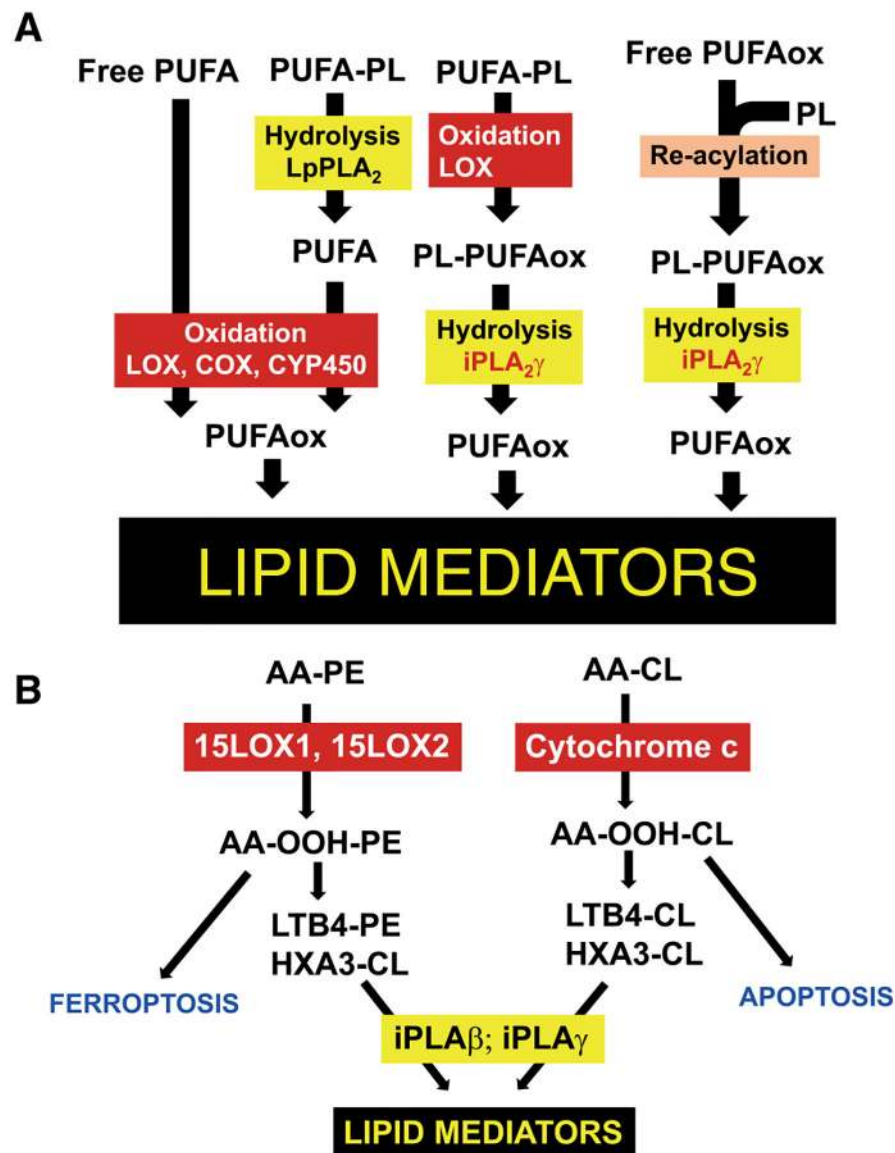 A
Free PUFA
PUFA-PL
PUFA-PL
Free PUFAox
PL
Hydrolysis
LpPLA₂
Oxidation
LOX
Re-acylation
PUFA
PL-PUFAox
PL-PUFAox
Oxidation
LOX, COX, CYP450
Hydrolysis
iPLA₂γ
Hydrolysis
iPLA₂γ
PUFAox
PUFAox
PUFAox
LIPID MEDIATORS
B
AA-PE
AA-CL
15LOX1, 15LOX2
Cytochrome c
AA-OOH-PE
AA-OOH-CL
LTB4-PE
HXA3-CL
LTB4-CL
HXA3-CL
FERROPTOSIS
APOPTOSIS
iPLAβ; iPLAγ
LIPID MEDIATORS